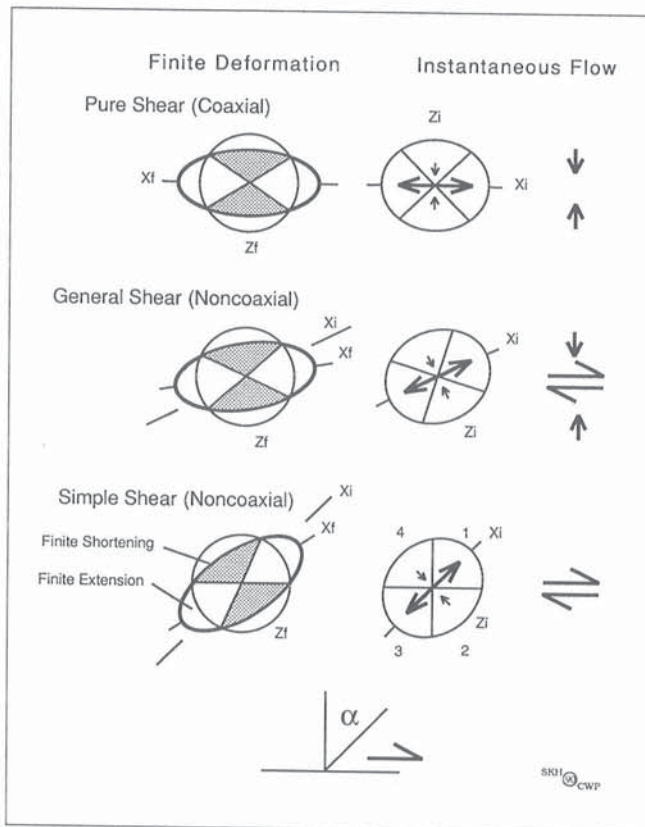 Finite Deformation
Instantaneous Flow
Pure Shear (Coaxial)
Zi
Xf
Xi
Zf
General Shear (Noncoaxial)
Xi
Xf
Xi
Zf
Zi
Simple Shear (Noncoaxial)
Xi
Xf
4
1
Xi
Finite Shortening
Finite Extension
Zf
Zi
3
2
α
SKH 90 CWP